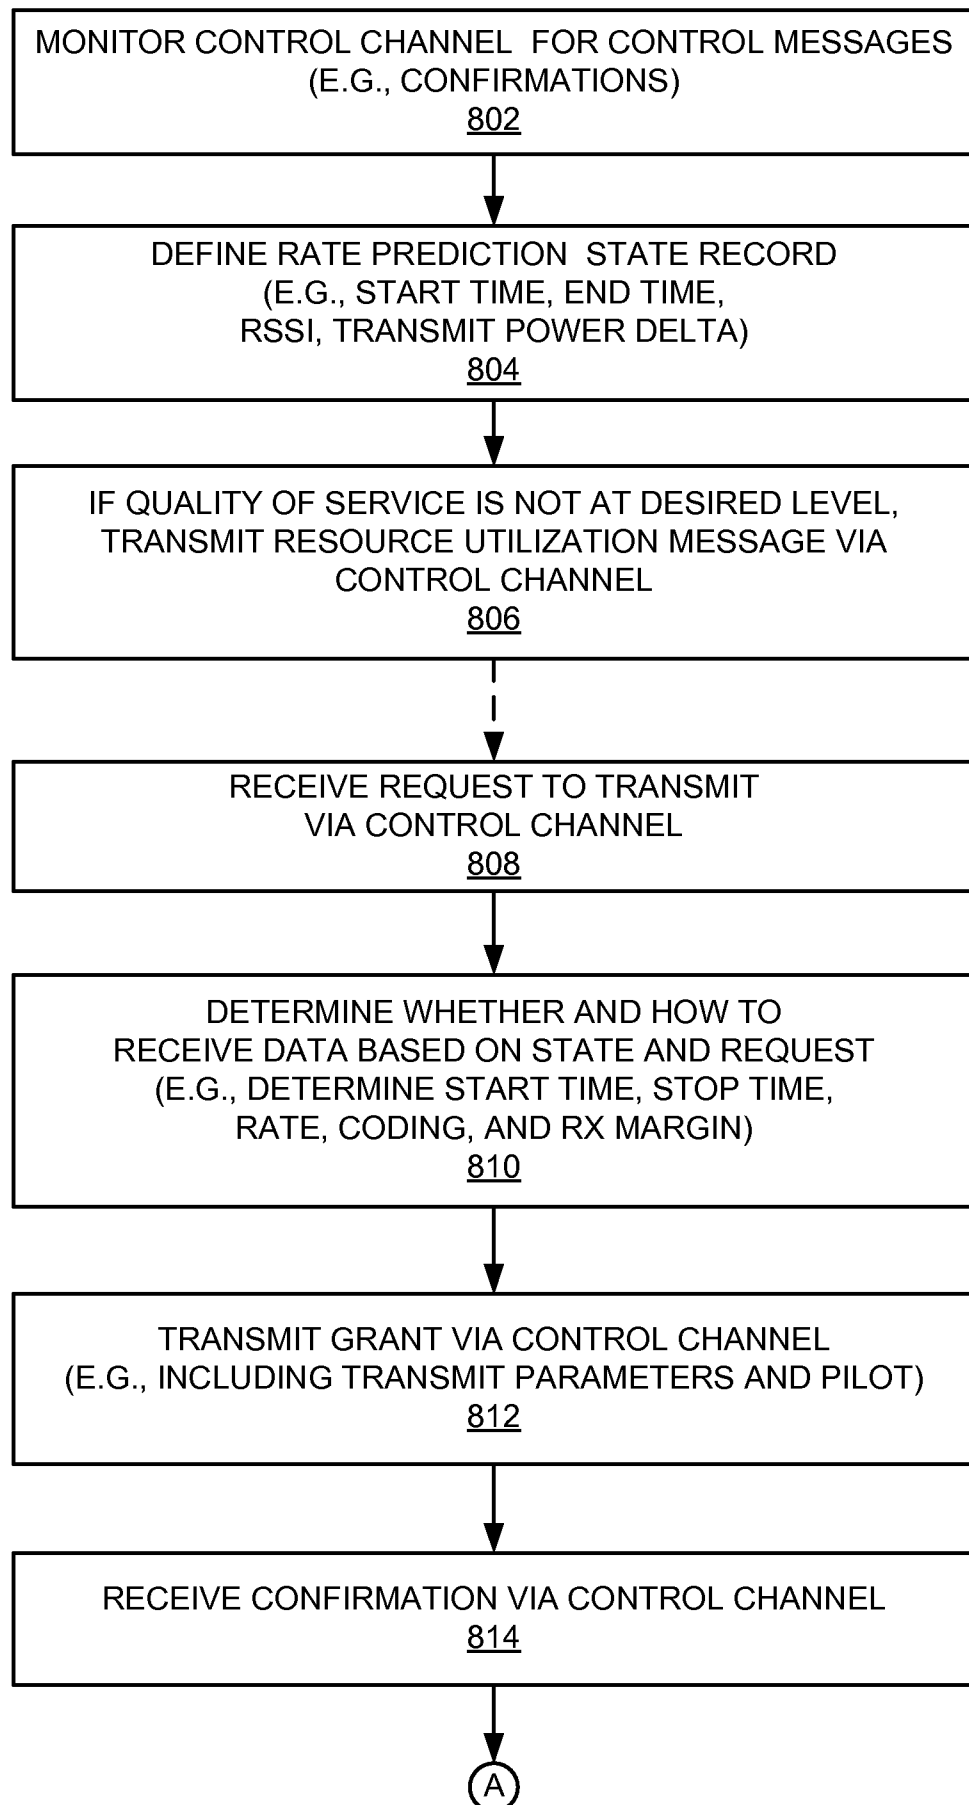 MONITOR CONTROL CHANNEL FOR CONTROL MESSAGES
(E.G., CONFIRMATIONS)
802
DEFINE RATE PREDICTION STATE RECORD
(E.G., START TIME, END TIME,
RSSI, TRANSMIT POWER DELTA)
804
IF QUALITY OF SERVICE IS NOT AT DESIRED LEVEL,
TRANSMIT RESOURCE UTILIZATION MESSAGE VIA
CONTROL CHANNEL
806
RECEIVE REQUEST TO TRANSMIT
VIA CONTROL CHANNEL
808
DETERMINE WHETHER AND HOW TO
RECEIVE DATA BASED ON STATE AND REQUEST
(E.G., DETERMINE START TIME, STOP TIME,
RATE, CODING, AND RX MARGIN)
810
TRANSMIT GRANT VIA CONTROL CHANNEL
(E.G., INCLUDING TRANSMIT PARAMETERS AND PILOT)
812
RECEIVE CONFIRMATION VIA CONTROL CHANNEL
814
A